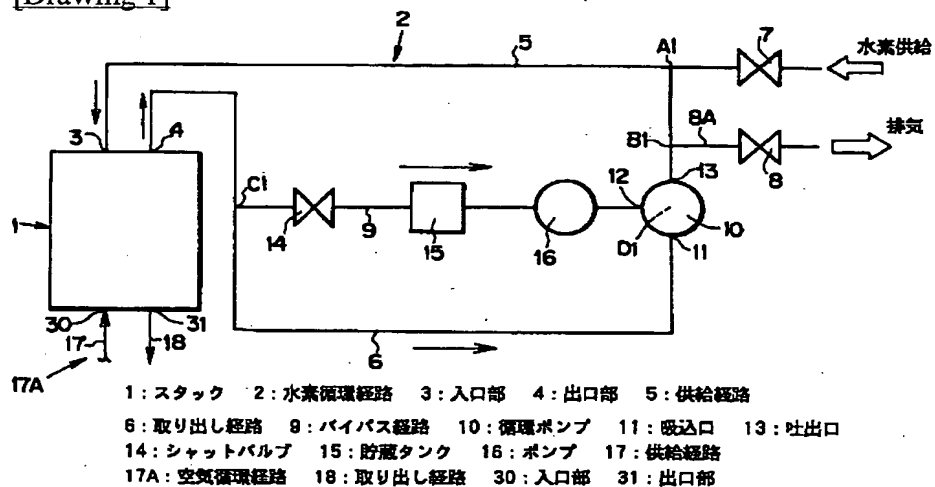 [Drawing 1]
2
5
A1
7
水素供給
3
4
8A
排気
B1
13
8
C1
12
1
14
9
15
16
D1
10
11
30
31
17
18
6
17A
1：スタック 2：水素循環経路 3：入口部 4：出口部 5：供給経路
6：取り出し経路 9：バイパス経路 10：循環ポンプ 11：吸込口 13：吐出口
14：シャットバルブ 15：貯蔵タンク 16：ポンプ 17：供給経路
17A：空気循環経路 18：取り出し経路 30：入口部 31：出口部